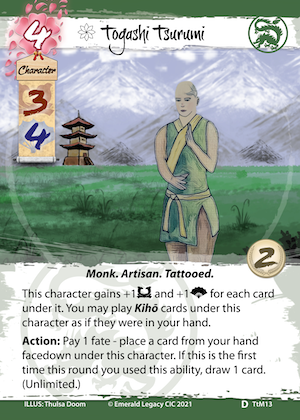 4
Togashi Tsurumi
Character
3
4
2
Monk. Artisan. Tattooed.
This character gains +1 and +1 for each card
under it. You may play Kihō cards under this
character as if they were in your hand.
Action: Pay 1 fate - place a card from your hand
facedown under this character. If this is the first
time this round you used this ability, draw 1 card.
(Unlimited.)
ILLUS: Thulsa Doom © Emerald Legacy CIC 2021 D TtM13